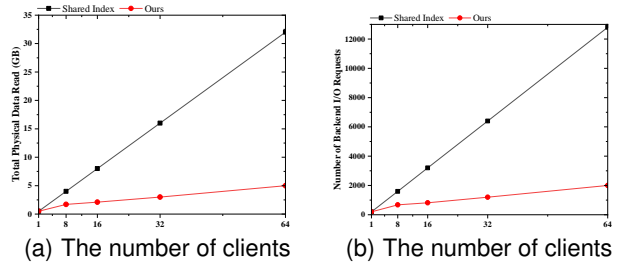 Shared Index Ours
Total Physical Data Read (GB)
35
30
25
20
15
10
5
0
1 8 16 32 64
(a) The number of clients
Shared Index Ours
Number of Backend I/O Requests
12000
10000
8000
6000
4000
2000
0
1 8 16 32 64
(b) The number of clients